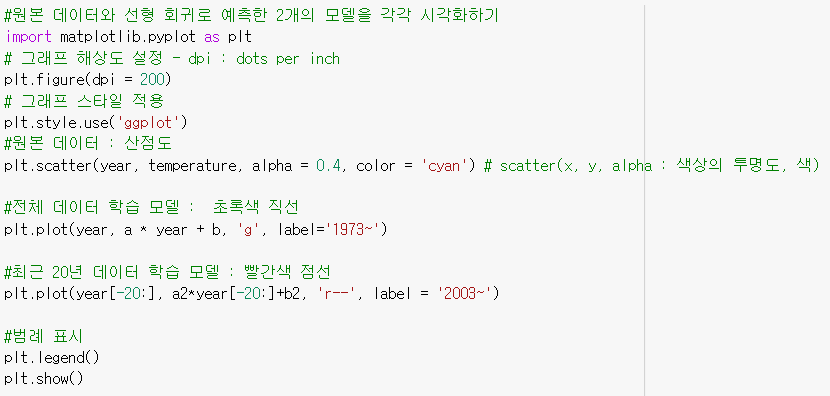 #원본 데이터와 선형 회귀로 예측한 2개의 모델을 각각 시각화하기
import matplotlib.pyplot as plt
# 그래프 해상도 설정 - dpi : dots per inch
plt.figure(dpi = 200)
# 그래프 스타일 적용
plt.style.use('ggplot')
#원본 데이터 : 산점도
plt.scatter(year, temperature, alpha = 0.4, color = 'cyan') # scatter(x, y, alpha : 색상의 투명도, 색)
#전체 데이터 학습 모델 :  초록색 직선
plt.plot(year, a * year + b, 'g', label='1973~')
#최근 20년 데이터 학습 모델 : 빨간색 점선
plt.plot(year[-20:], a2*year[-20:]+b2, 'r--', label = '2003~')
#범례 표시
plt.legend()
plt.show()